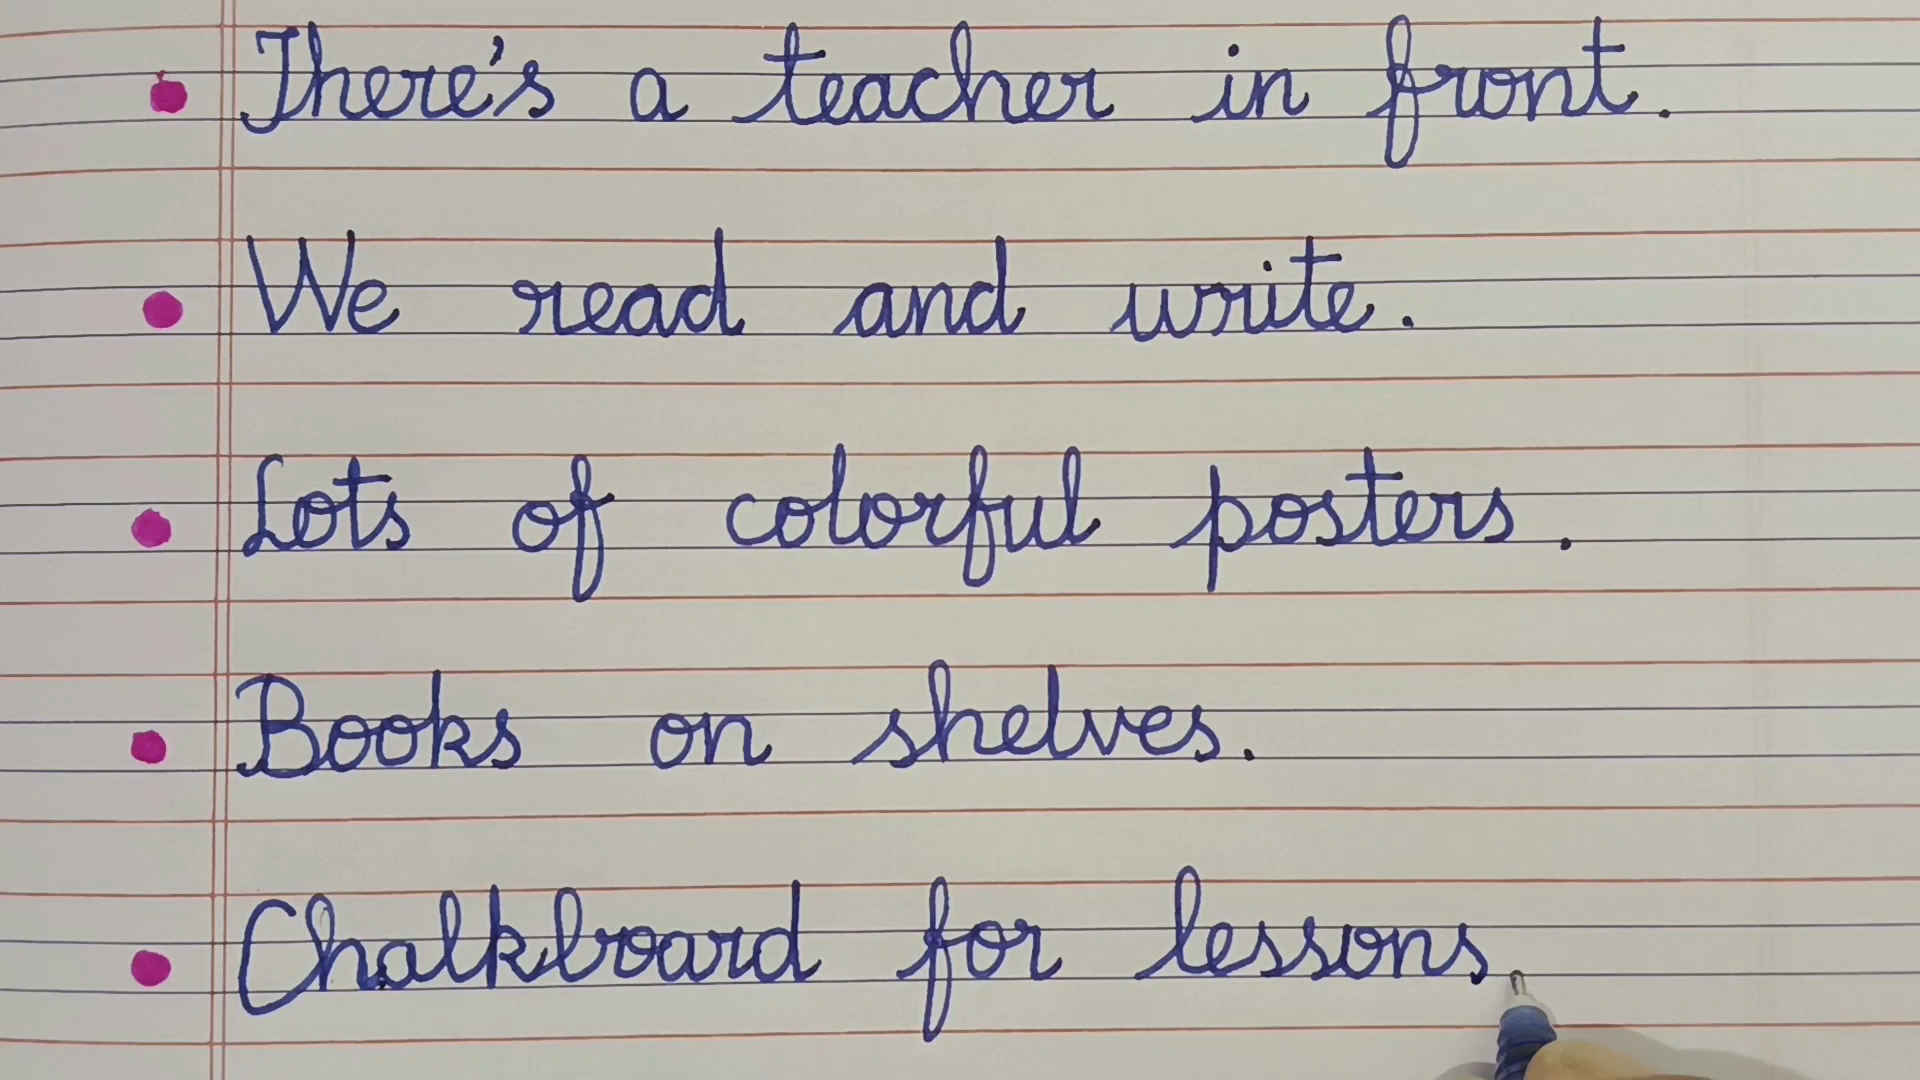 There's a teacher in front.
We read and write.
Lots of colorful posters.
Books on shelves.
Chalkboard for lessons